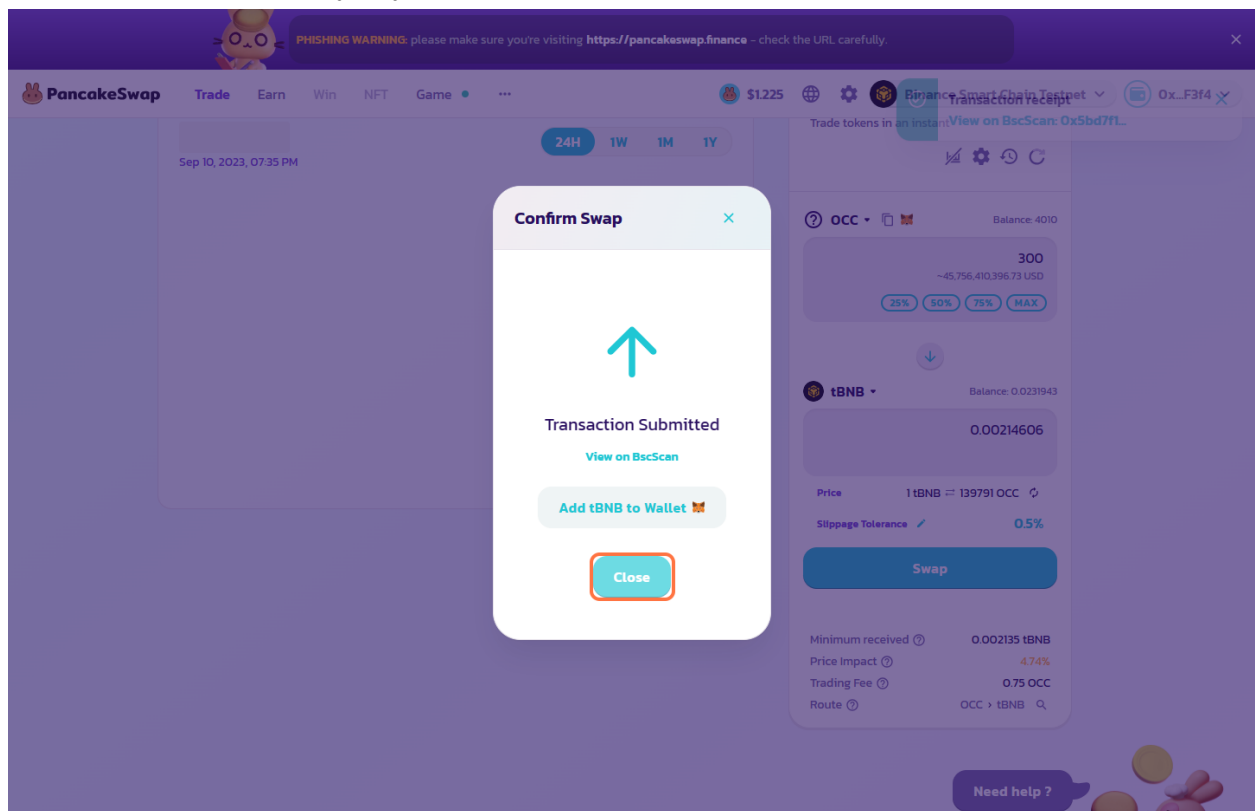 PHISHING WARNING: please make sure you're visiting https://pancakeswap.finance - check the URL carefully.
PancakeSwap Trade Earn Win NFT Game $1.225 Binance Smart Chain Testnet 0x...F3f4
Transaction receipt
View on BscScan: 0x5bd7f1...
Trade tokens in an instant
24H 1W 1M 1Y
Sep 10, 2023, 07:35 PM
Confirm Swap
Transaction Submitted
View on BscScan
Add tBNB to Wallet
Close
OCC Balance: 4010
300
~45,756,410,396.73 USD
25% 50% 75% MAX
tBNB Balance: 0.0231943
0.00214606
Price 1 tBNB = 139791 OCC
Slippage Tolerance 0.5%
Swap
Minimum received 0.002135 tBNB
Price Impact 4.74%
Trading Fee 0.75 OCC
Route OCC > tBNB
Need help ?